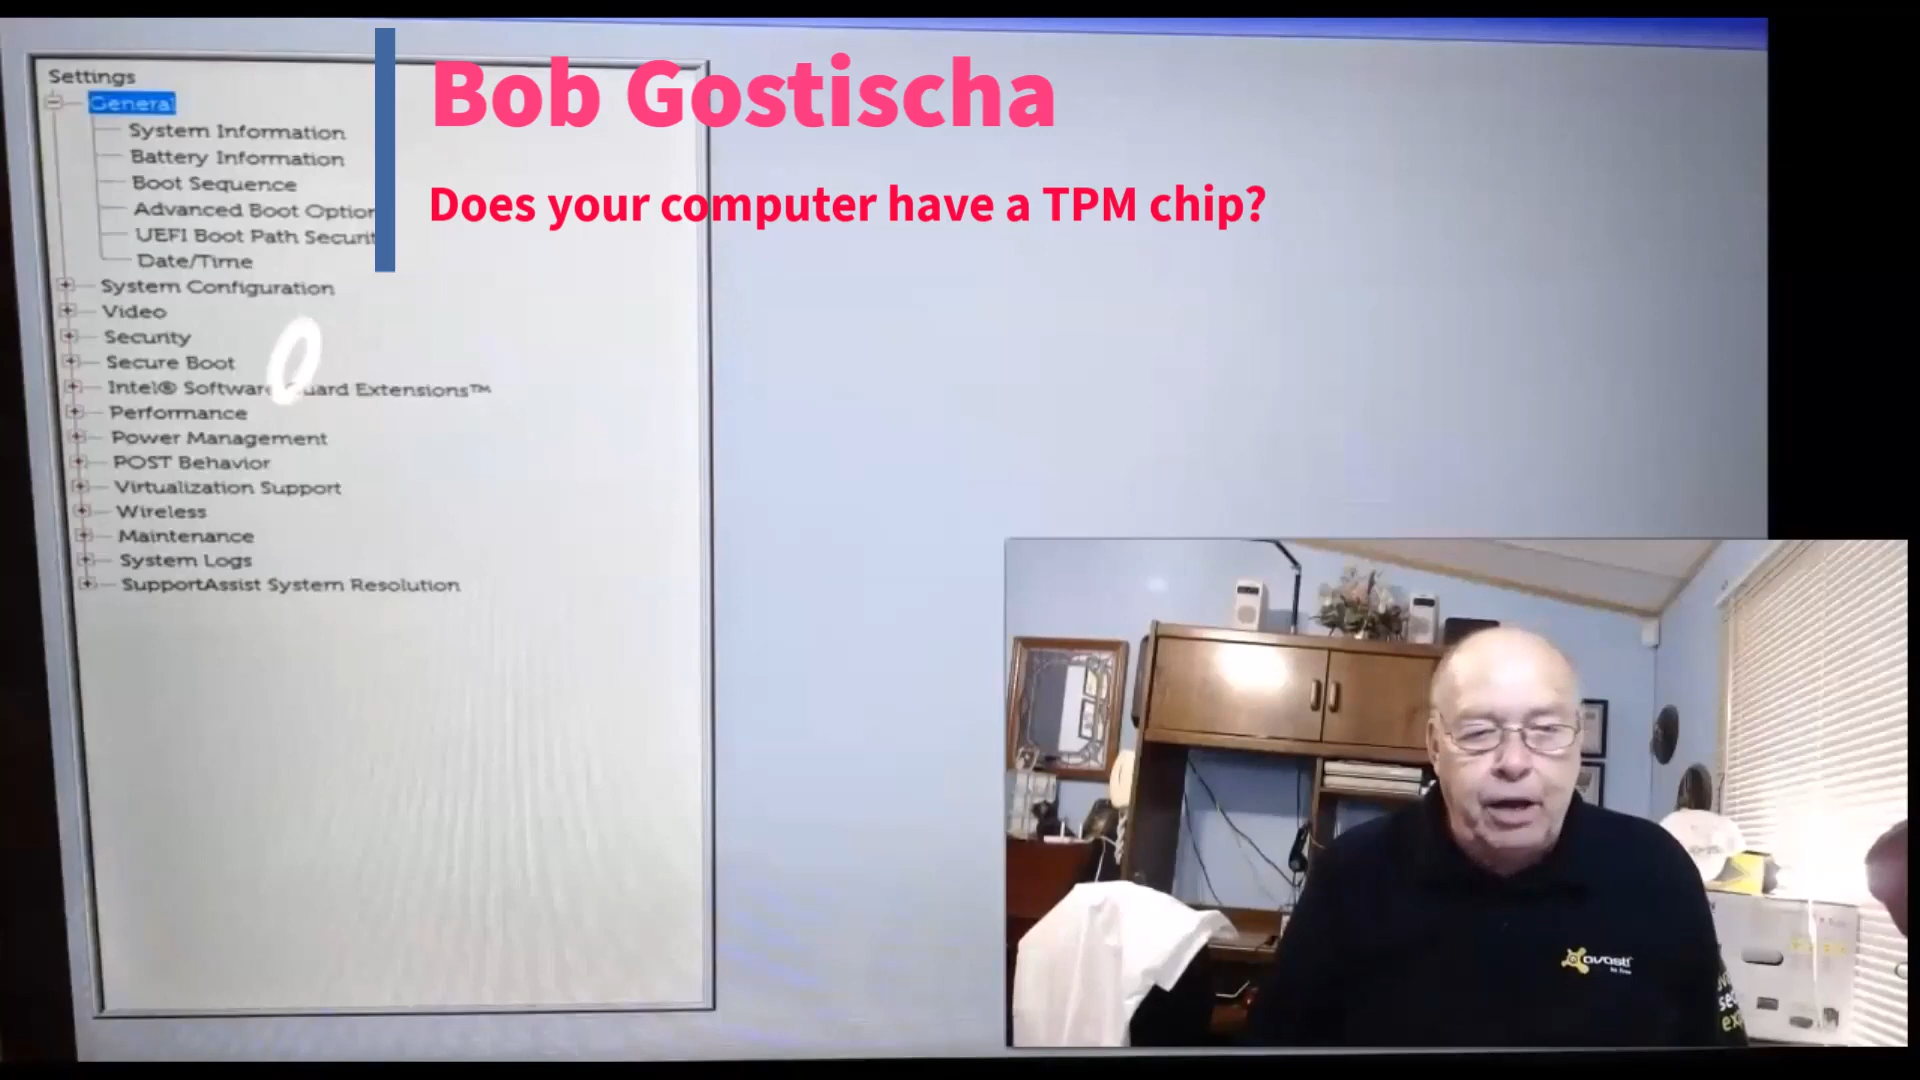 Bob Gostischa
Does your computer have a TPM chip?
Settings
General
System Information
Battery Information
Boot Sequence
Advanced Boot Option
UEFI Boot Path Securit
Date/Time
System Configuration
Video
Security
Secure Boot
Intel® Software Guard Extensions™
Performance
Power Management
POST Behavior
Virtualization Support
Wireless
Maintenance
System Logs
SupportAssist System Resolution
avast!